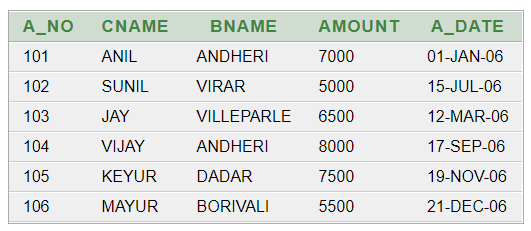 A_NO CNAME BNAME AMOUNT A_DATE
101 ANIL ANDHERI 7000 01-JAN-06
102 SUNIL VIRAR 5000 15-JUL-06
103 JAY VILLEPARLE 6500 12-MAR-06
104 VIJAY ANDHERI 8000 17-SEP-06
105 KEYUR DADAR 7500 19-NOV-06
106 MAYUR BORIVALI 5500 21-DEC-06